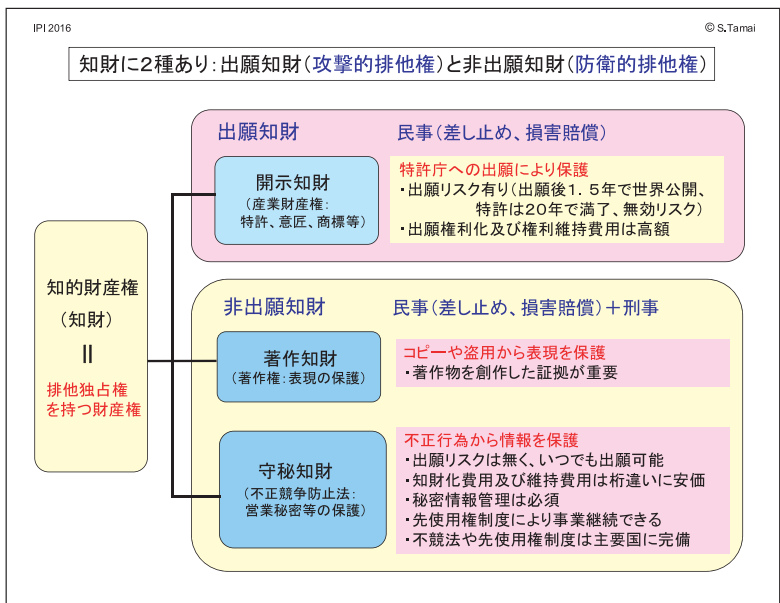 IPI 2016
© S.Tamai
知財に2種あり:出願知財(攻撃的排他権)と非出願知財(防衛的排他権)
知的財産権
(知財)
=
排他独占権
を持つ財産権
出願知財
民事(差し止め、損害賠償)
開示知財
(産業財産権:
特許、意匠、商標等)
特許庁への出願により保護
・出願リスク有り(出願後1.5年で世界公開、
特許は20年で満了、無効リスク)
・出願権利化及び権利維持費用は高額
非出願知財
民事(差し止め、損害賠償)+刑事
著作知財
(著作権:表現の保護)
コピーや盗用から表現を保護
・著作物を創作した証拠が重要
守秘知財
(不正競争防止法:
営業秘密等の保護)
不正行為から情報を保護
・出願リスクは無く、いつでも出願可能
・知財化費用及び維持費用は桁違いに安価
・秘密情報管理は必須
・先使用権制度により事業継続できる
・不競法や先使用権制度は主要国に完備